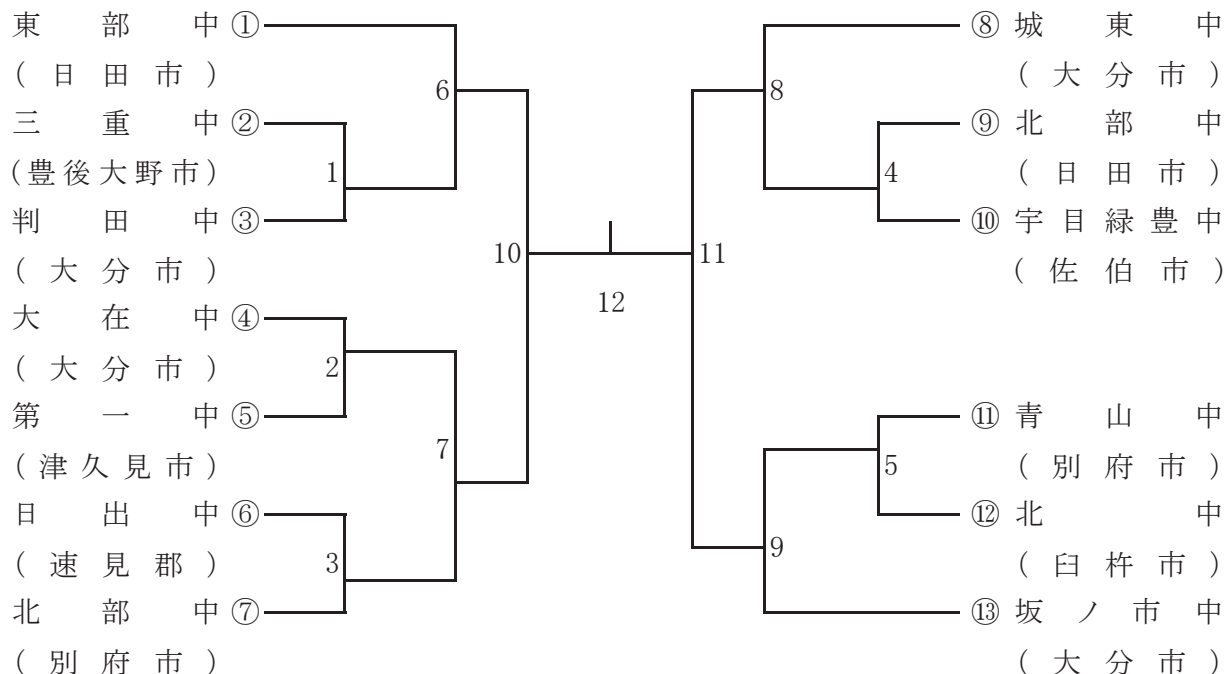 東部中①
(日田市)
6
三重中②
(豊後大野市)
1
判田中③
(大分市)
10
大在中④
(大分市)
2
第一中⑤
(津久見市)
7
日出中⑥
(速見郡)
3
北部中⑦
(別府市)
12
⑧城東中
(大分市)
8
⑨北部中
(日田市)
4
⑩宇目緑豊中
(佐伯市)
11
⑪青山中
(別府市)
5
⑫北中
(臼杵市)
9
⑬坂ノ市中
(大分市)